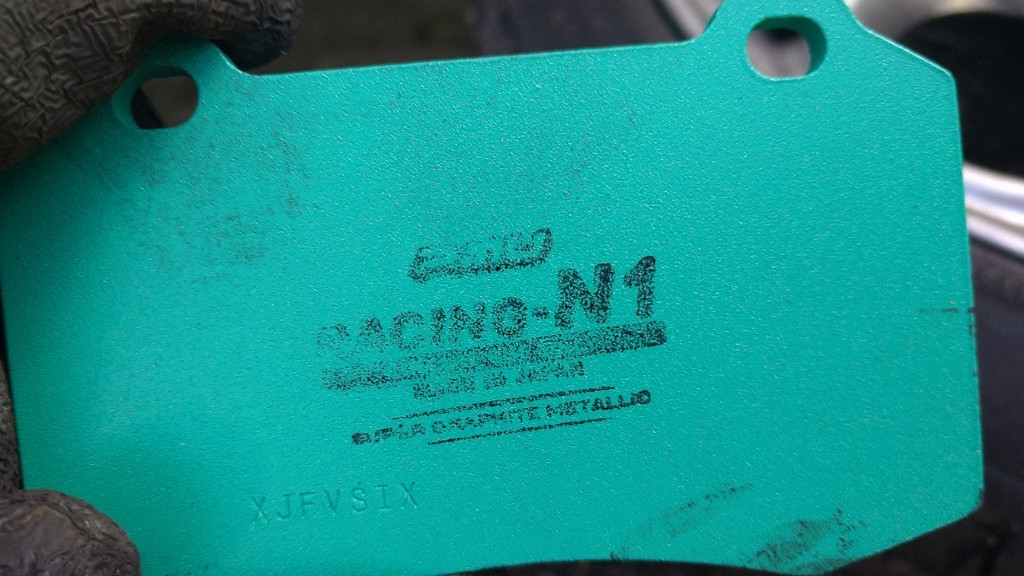 RACING-N1
MADE IN JAPAN
SUPER GRAPHITE METALLIC
XJFVSIX